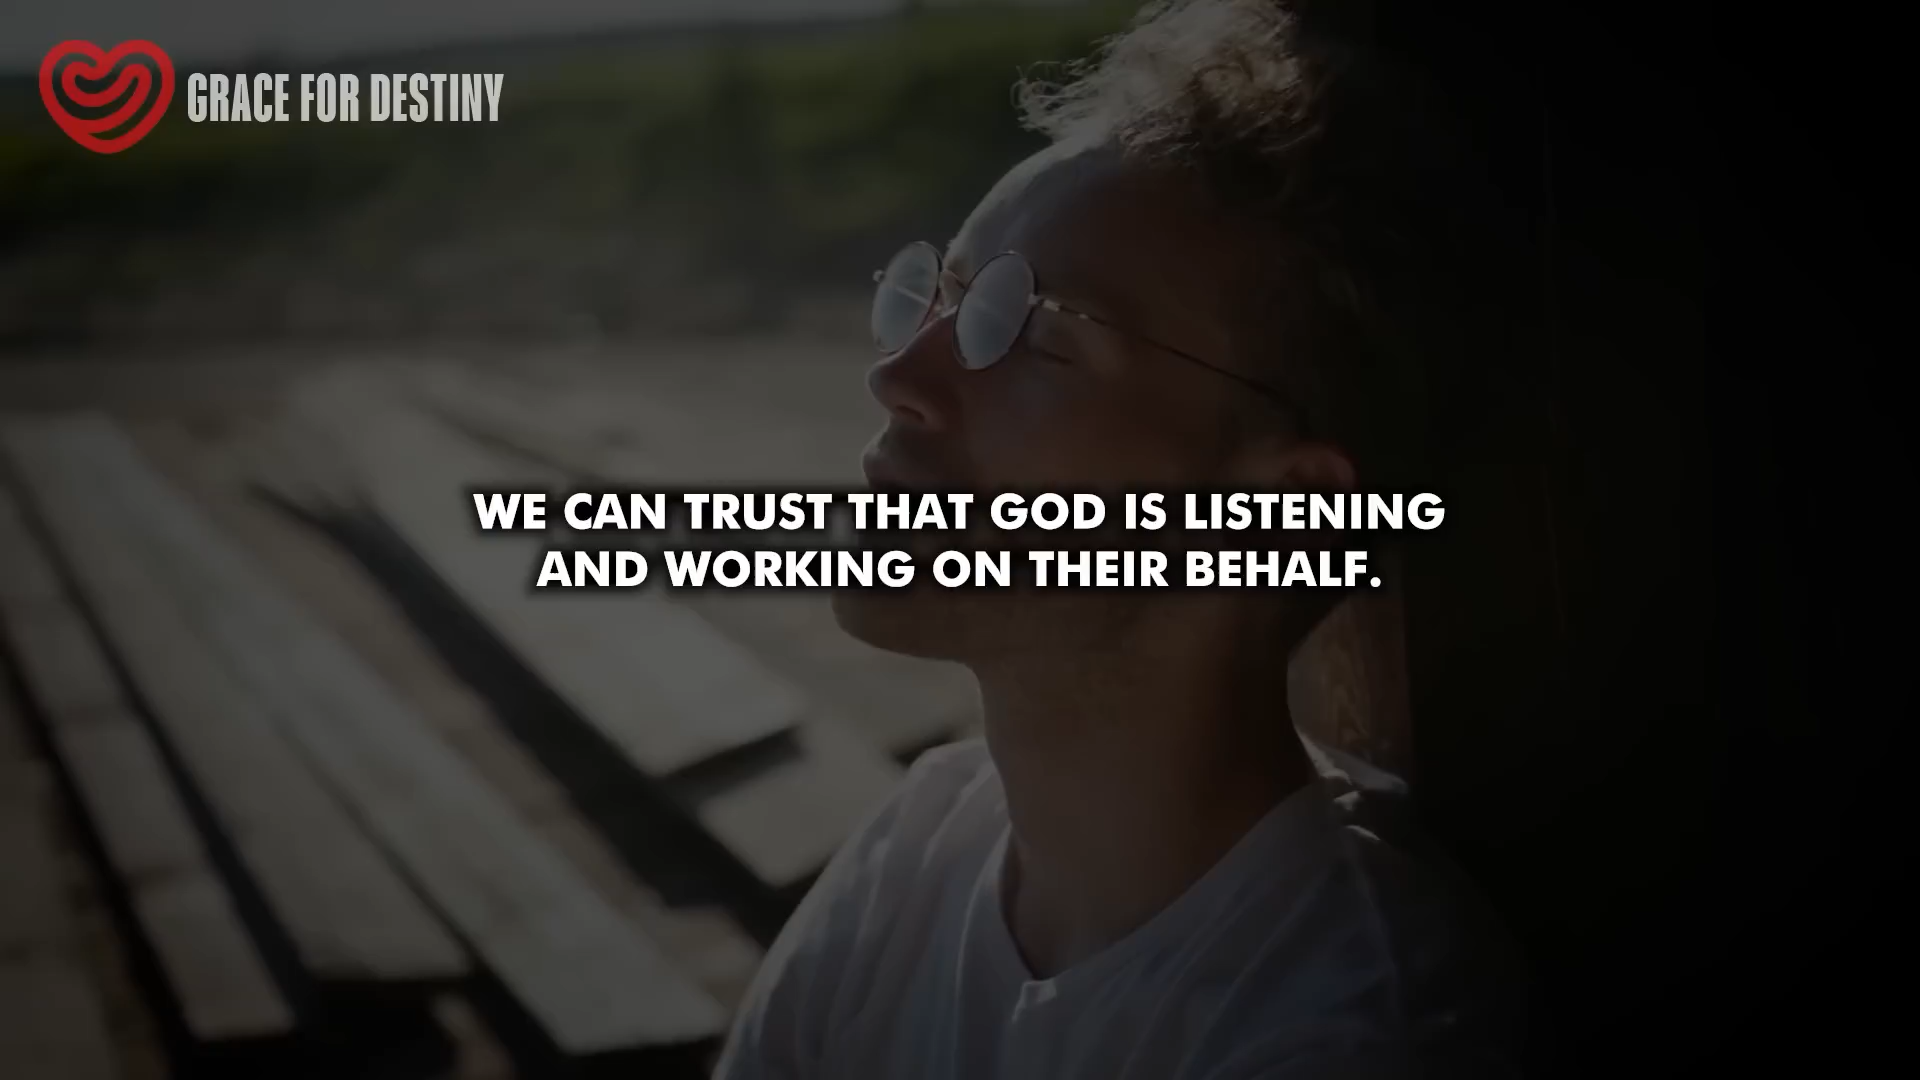 GRACE FOR DESTINY
WE CAN TRUST THAT GOD IS LISTENING
AND WORKING ON THEIR BEHALF.